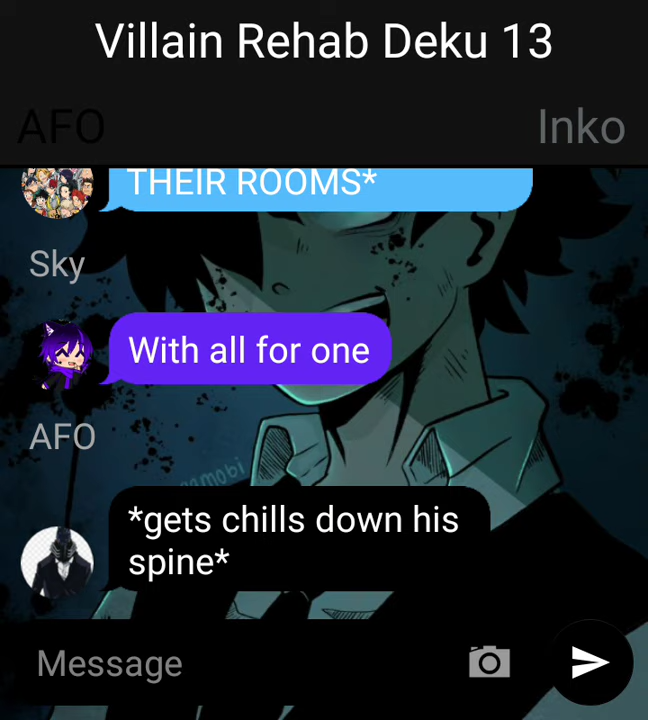 Villain Rehab Deku 13
AFO
Inko
THEIR ROOMS*
Sky
With all for one
AFO
*gets chills down his
spine*
Message